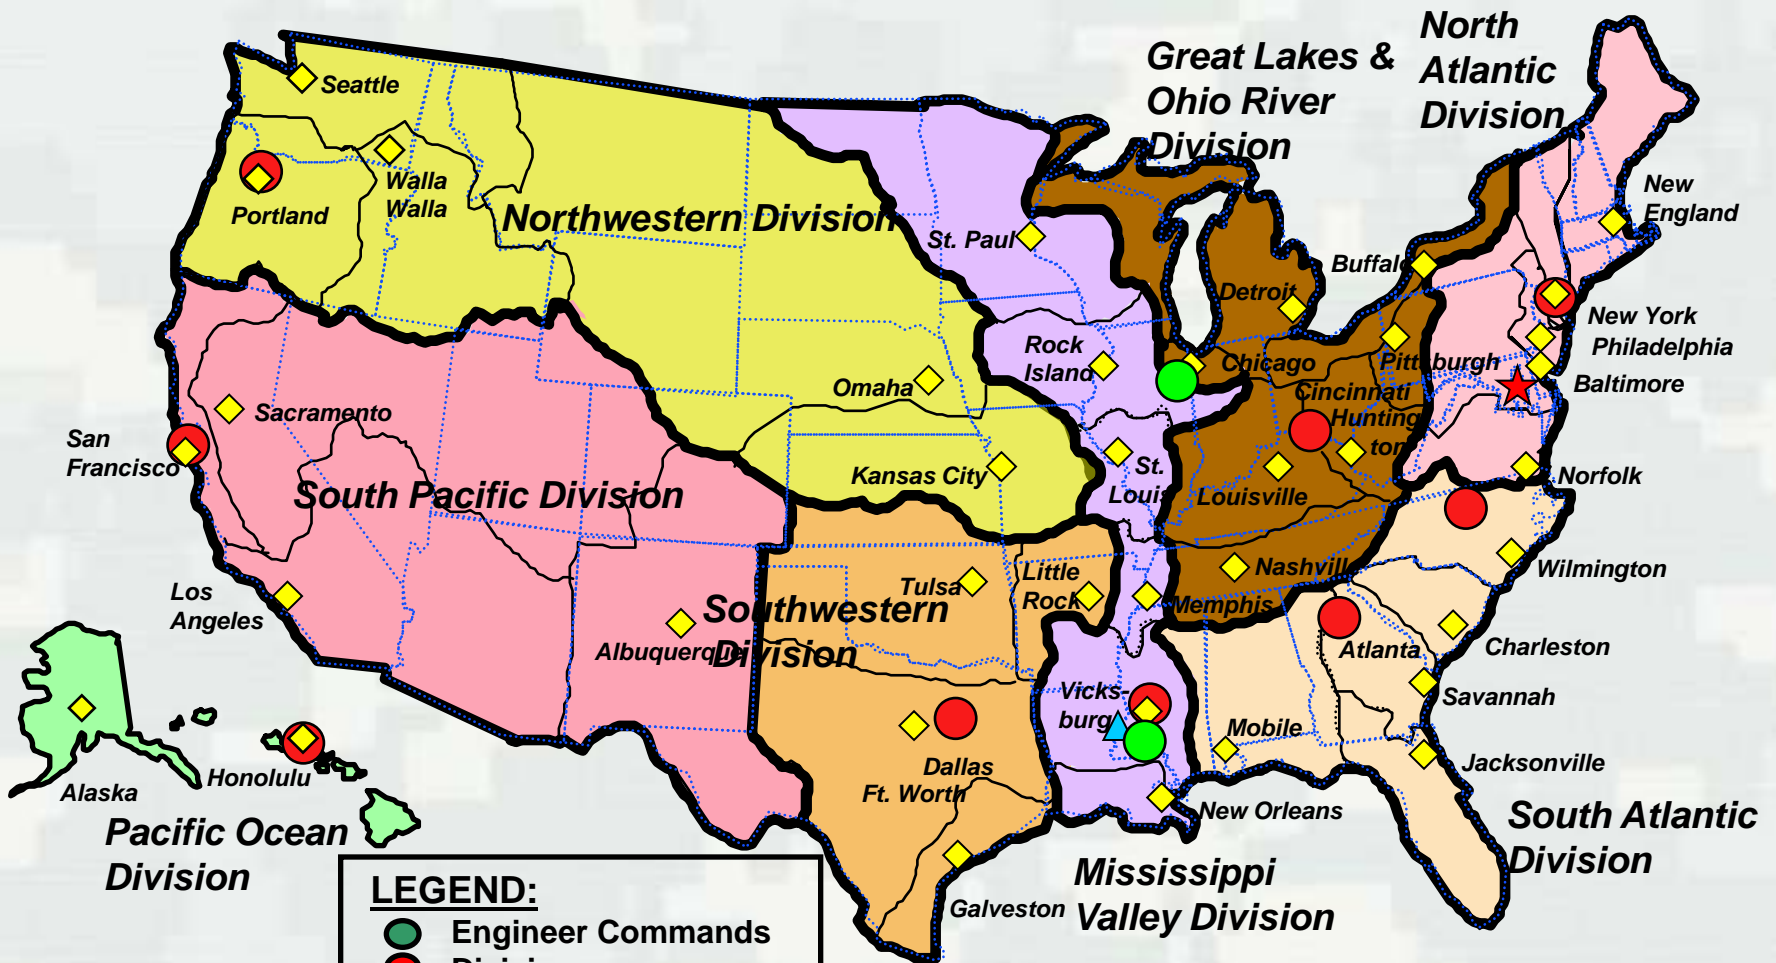 North
Atlantic
Division
Great Lakes &
Ohio River
Division
Seattle
Walla
Walla
Portland
Northwestern Division
St. Paul
New
England
Buffalo
Detroit
New York
Philadelphia
Baltimore
Rock
Island
Chicago
Pittsburgh
Cincinnati
Hunting
ton
Omaha
Sacramento
San
Francisco
South Pacific Division
Kansas City
St.
Louis
Louisville
Norfolk
Wilmington
Nashville
Tulsa
Little
Rock
Memphis
Los
Angeles
Southwestern
Division
Albuquerque
Atlanta
Charleston
Savannah
Vicks-
burg
Mobile
Jacksonville
Dallas
Ft. Worth
New Orleans
Honolulu
Alaska
Pacific Ocean
Division
South Atlantic
Division
Mississippi
Valley Division
Galveston
LEGEND:
Engineer Commands